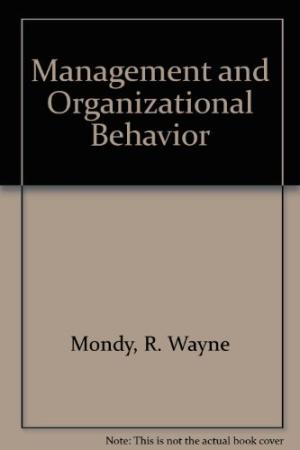 Management and
Organizational
Behavior
Mondy, R. Wayne
Note: This is not the actual book cover